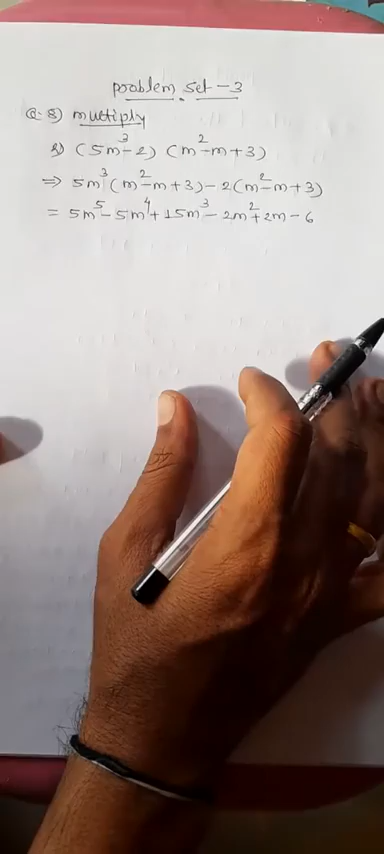 problem set - 3
Q.8) multiply
2) (5m³-2) (m²-m+3)
⇒ 5m³(m²-m+3) - 2(m²-m+3)
= 5m⁵ - 5m⁴ + 15m³ - 2m² + 2m - 6